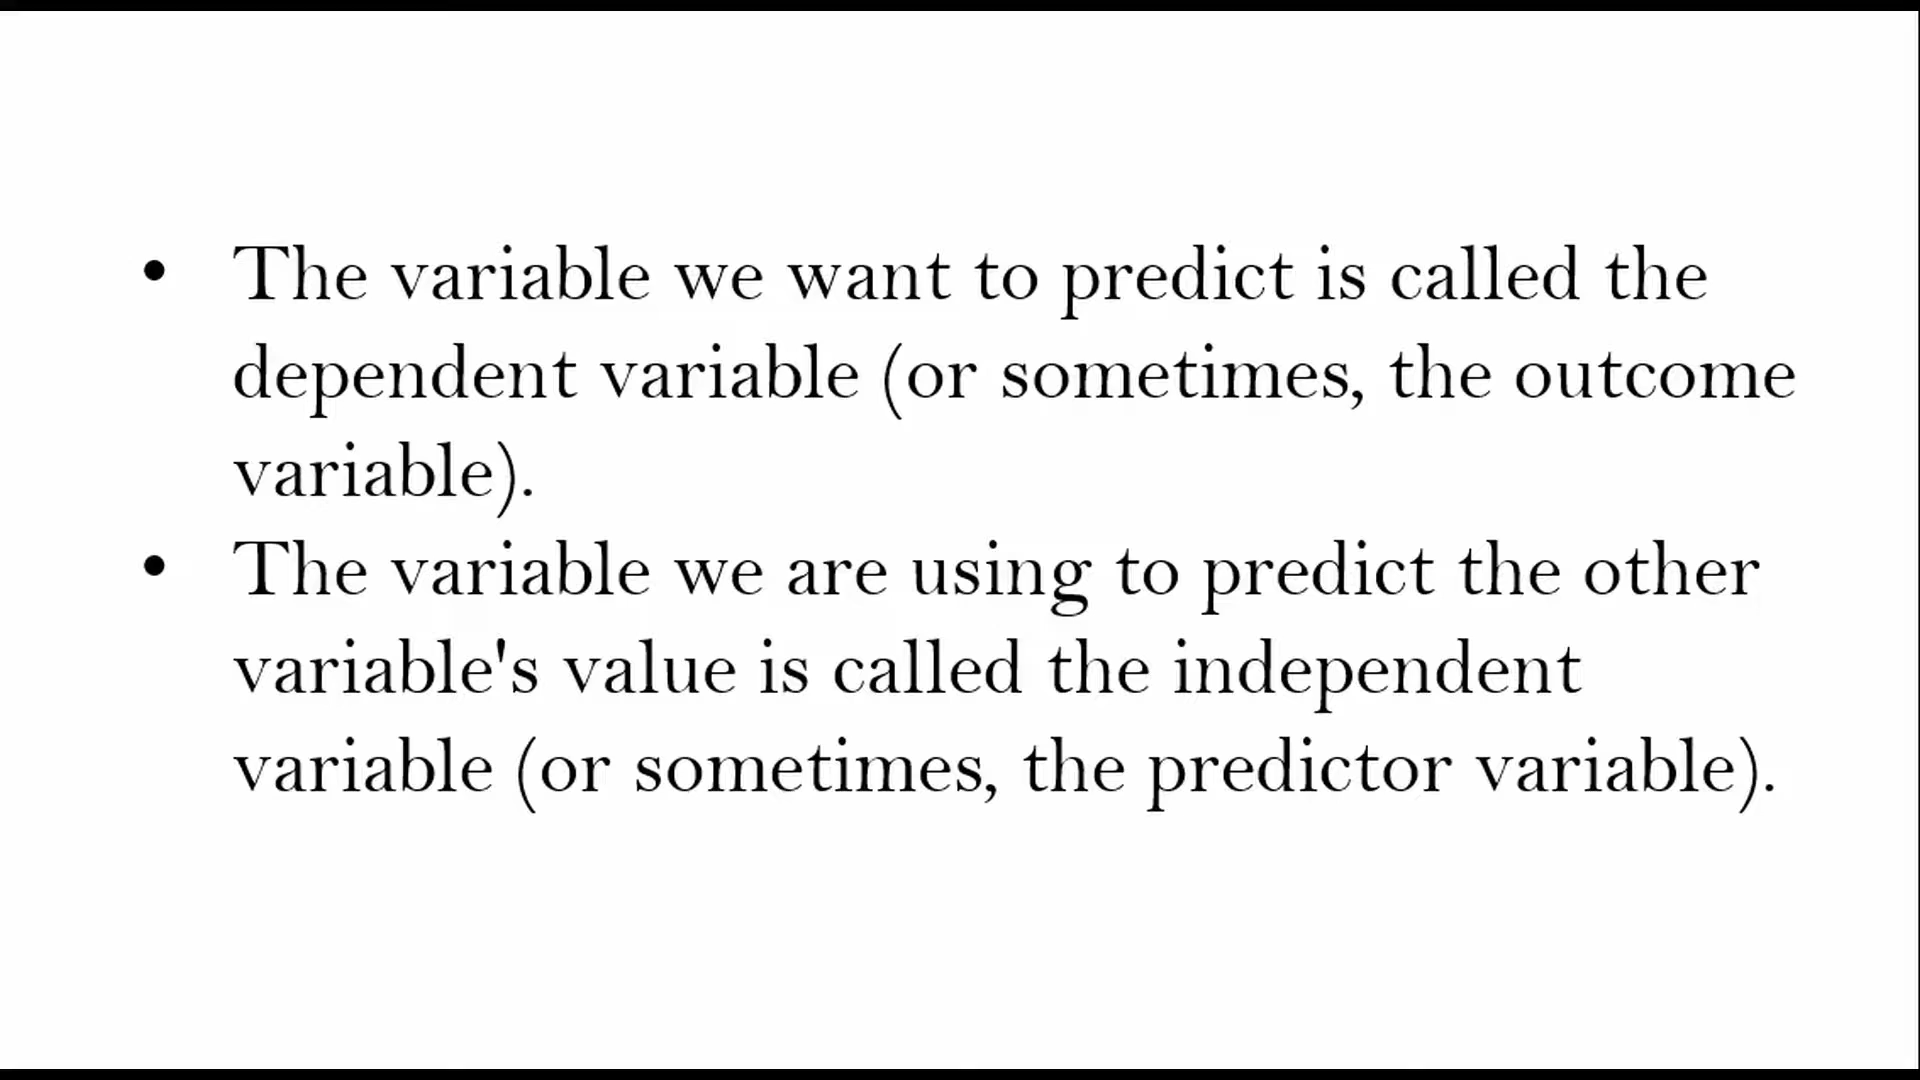 • The variable we want to predict is called the
dependent variable (or sometimes, the outcome
variable).
• The variable we are using to predict the other
variable's value is called the independent
variable (or sometimes, the predictor variable).